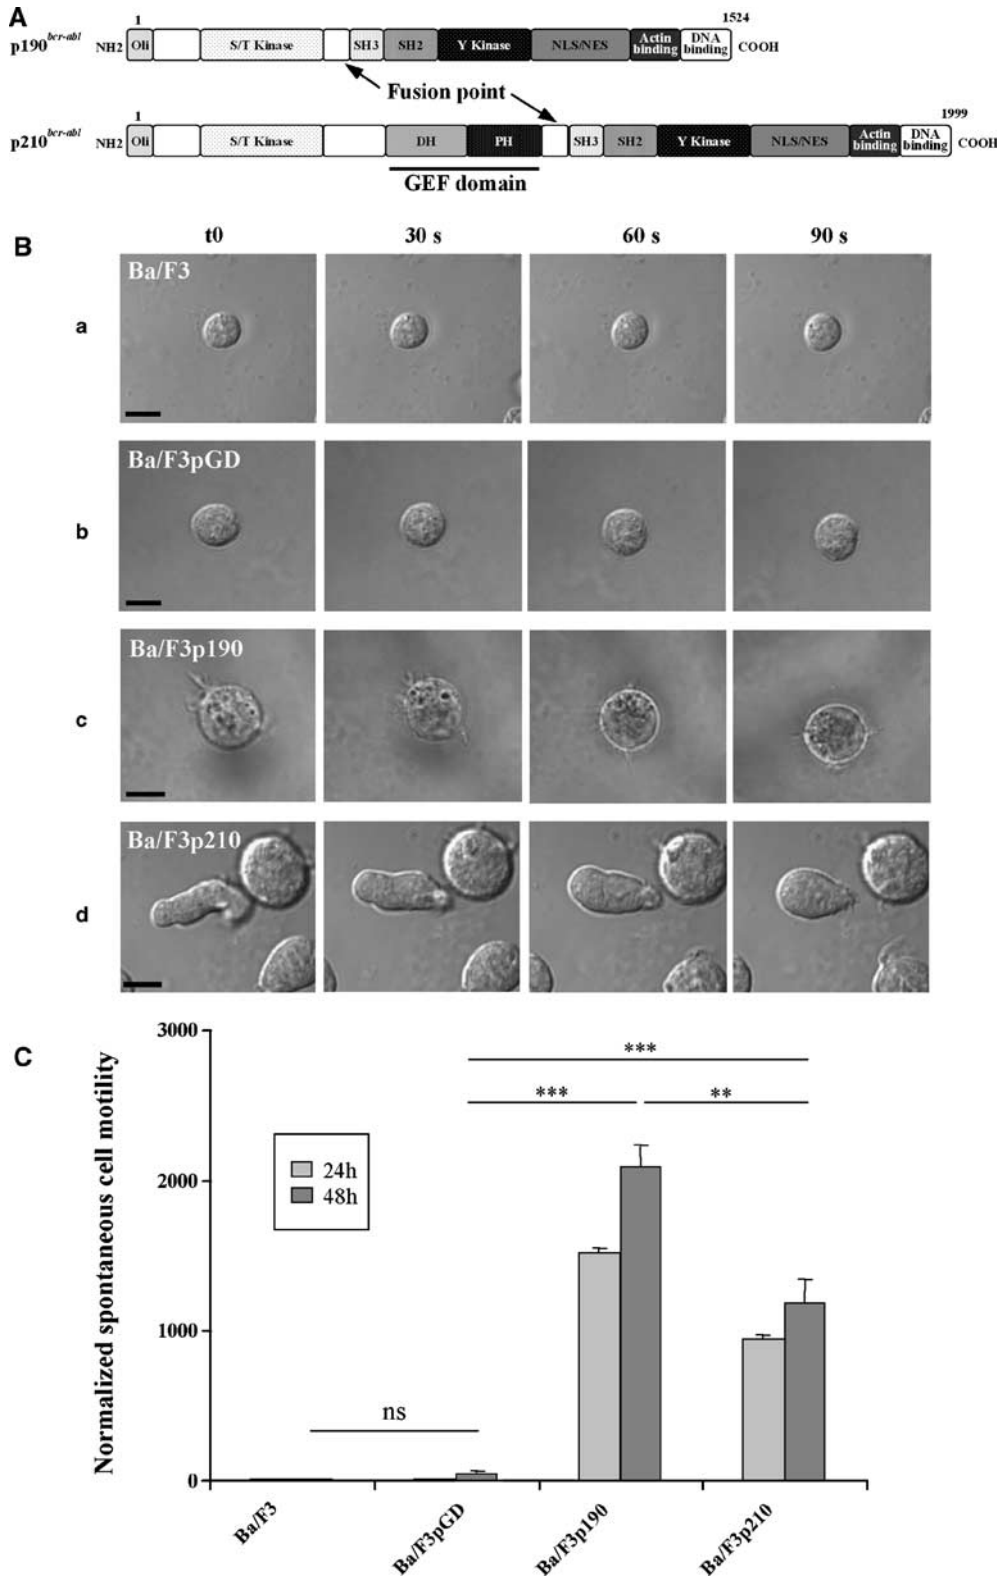 A
1
1524
p190bcr-abl NH2 Oli S/T Kinase SH3 SH2 Y Kinase NLS/NES Actin binding DNA binding COOH
Fusion point
1
1999
p210bcr-abl NH2 Oli S/T Kinase DH PH SH3 SH2 Y Kinase NLS/NES Actin binding DNA binding COOH
GEF domain
B
t0 30 s 60 s 90 s
Ba/F3
a
Ba/F3pGD
b
Ba/F3p190
c
Ba/F3p210
d
C
Normalized spontaneous cell motility
3000
2000
1000
0
24h
48h
***
*** **
ns
Ba/F3 Ba/F3pGD Ba/F3p190 Ba/F3p210